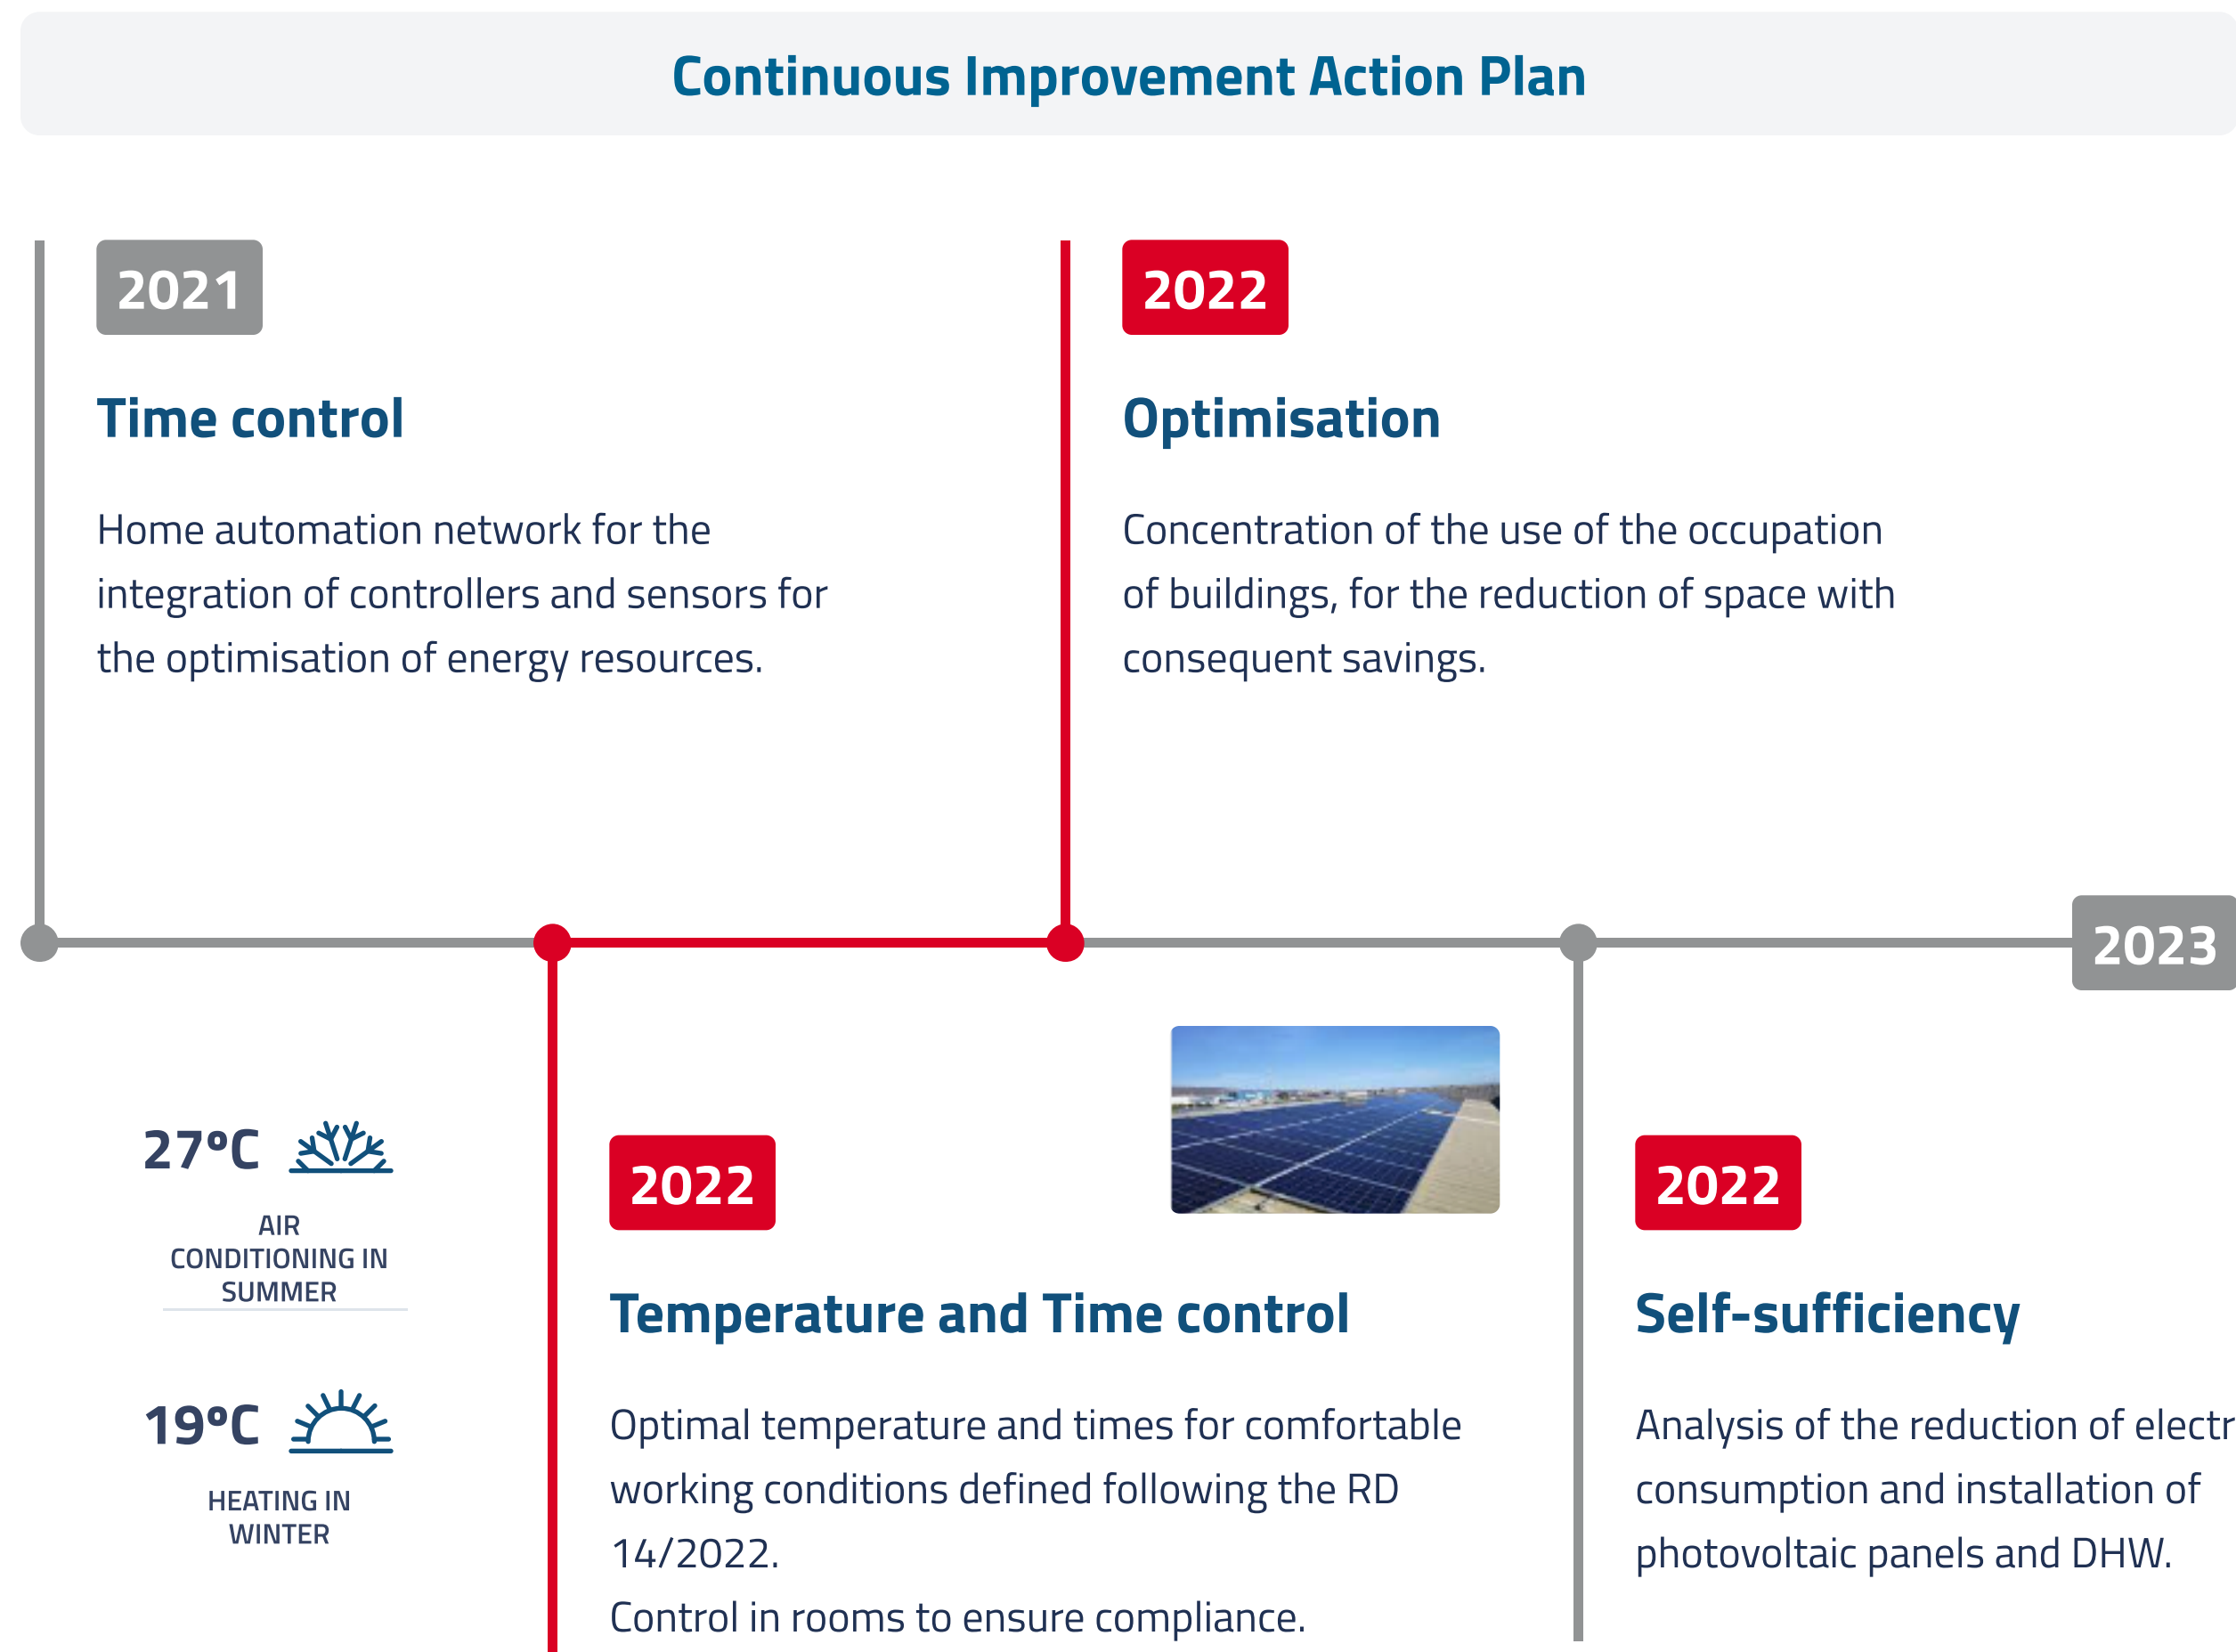 Continuous Improvement Action Plan
2021
Time control
Home automation network for the
integration of controllers and sensors for
the optimisation of energy resources.
2022
Optimisation
Concentration of the use of the occupation
of buildings, for the reduction of space with
consequent savings.
2023
27ºC
AIR
CONDITIONING IN
SUMMER
19ºC
HEATING IN
WINTER
2022
Temperature and Time control
Optimal temperature and times for comfortable
working conditions defined following the RD
14/2022.
Control in rooms to ensure compliance.
2022
Self-sufficiency
Analysis of the reduction of electr
consumption and installation of
photovoltaic panels and DHW.